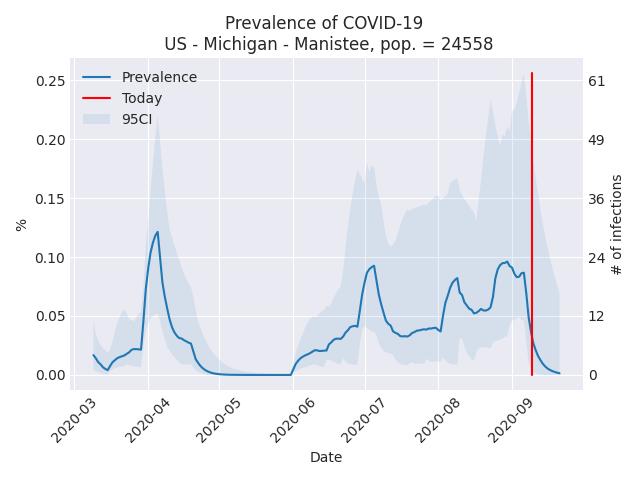 Prevalence of COVID-19
US - Michigan - Manistee, pop. = 24558
Prevalence
Today
95CI
0.25
0.20
0.15
0.10
0.05
0.00
%
61
49
36
24
12
0
# of infections
2020-03
2020-04
2020-05
2020-06
2020-07
2020-08
2020-09
Date